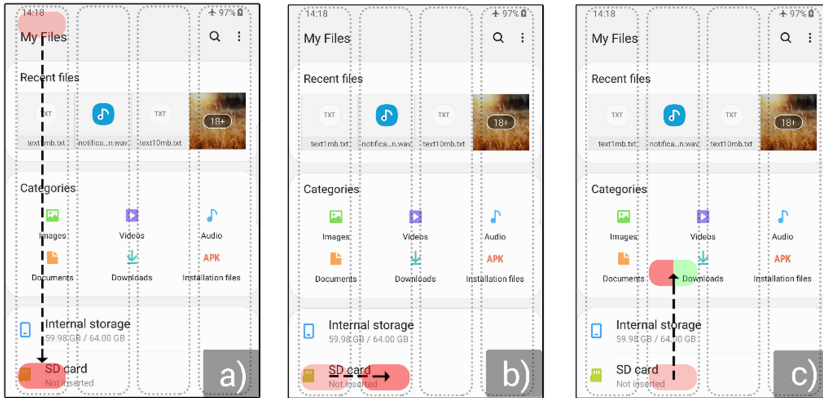 14:18
97%
My Files
Recent files
TXT
TXT
18+
text1mb.txt
notifica...n.wav
text10mb.txt
Categories
Images
Videos
Audio
APK
Documents
Downloads
Installation files
Internal storage
59.98 GB / 64.00 GB
SD card
Not inserted
a)
14:18
97%
My Files
Recent files
TXT
TXT
18+
text1mb.txt
notifica...n.wav
text10mb.txt
Categories
Images
Videos
Audio
APK
Documents
Downloads
Installation files
Internal storage
59.98 GB / 64.00 GB
SD card
Not inserted
b)
14:18
97%
My Files
Recent files
TXT
TXT
18+
text1mb.txt
notifica...n.wav
text10mb.txt
Categories
Images
Videos
Audio
APK
Documents
Downloads
Installation files
Internal storage
59.98 GB / 64.00 GB
SD card
Not inserted
c)